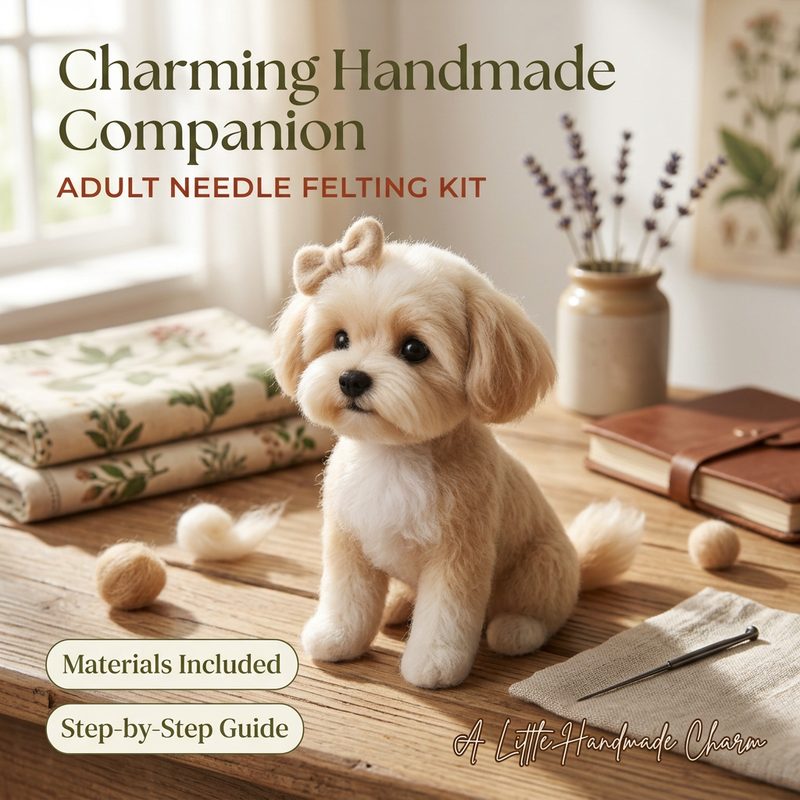 Charming Handmade
Companion
ADULT NEEDLE FELTING KIT
Materials Included
Step-by-Step Guide
A Little Handmade Charm